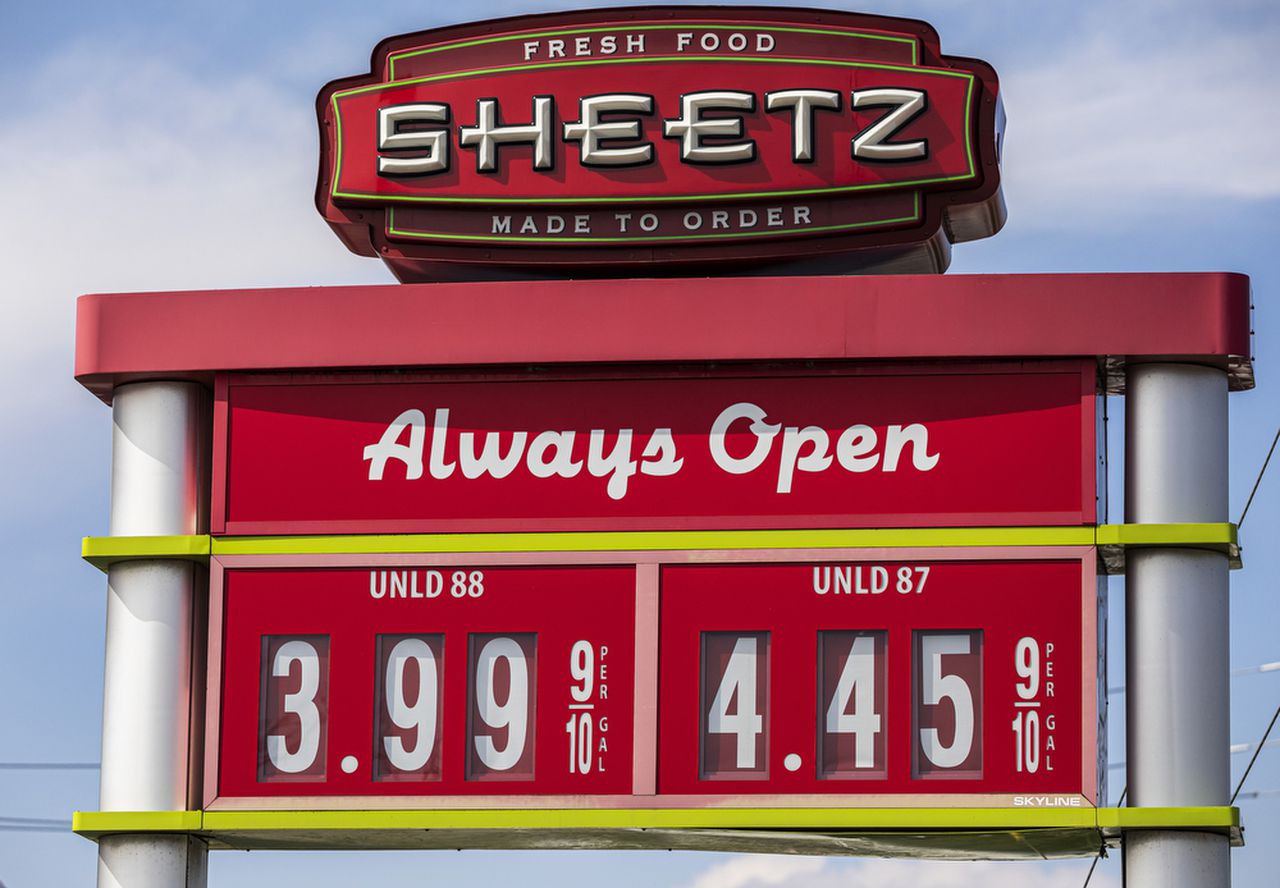 FRESH FOOD
SHEETZ
MADE TO ORDER
Always Open
UNLD 88
3.99 9/10 PER GAL
UNLD 87
4.45 9/10 PER GAL
SKYLINE